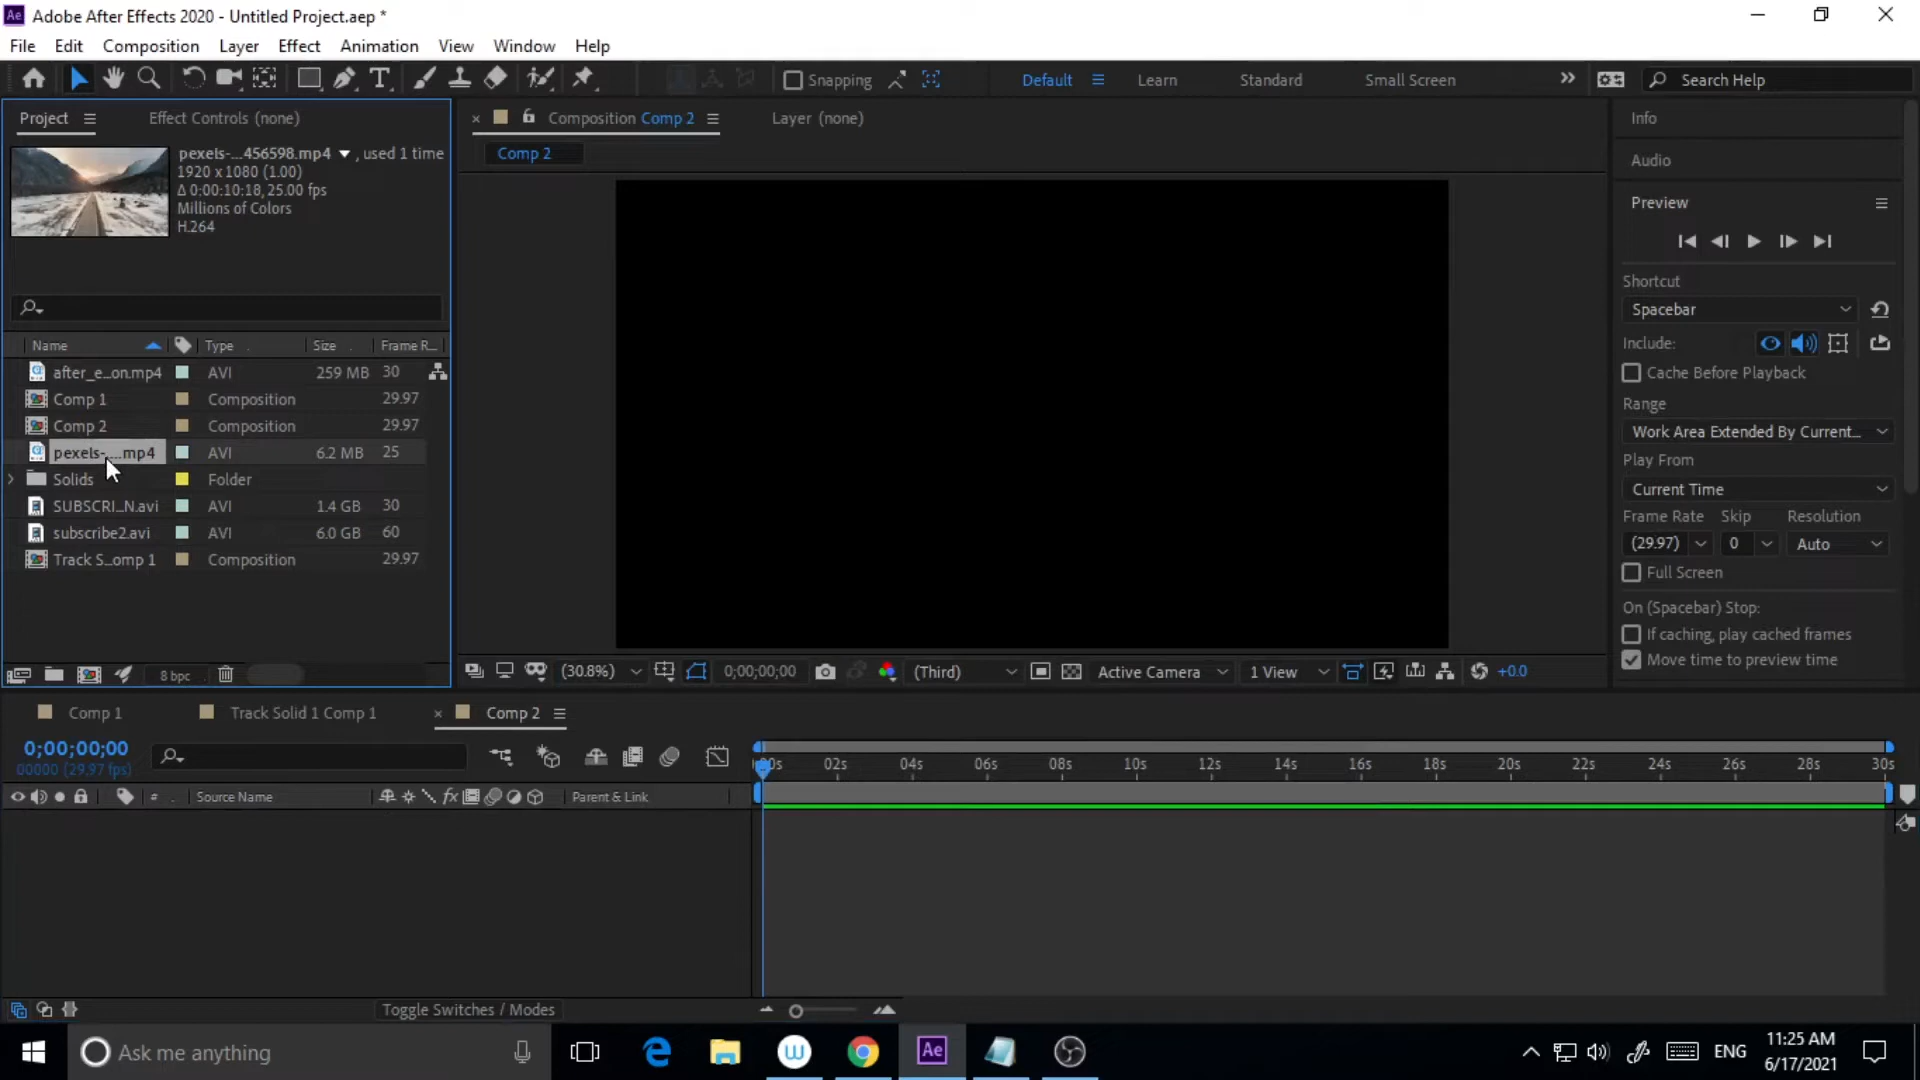 Adobe After Effects 2020 - Untitled Project.aep *
File Edit Composition Layer Effect Animation View Window Help
Snapping Default Learn Standard Small Screen Search Help
Project Effect Controls (none)
pexels-...456598.mp4 , used 1 time
1920 x 1080 (1.00)
Δ 0:00:10:18, 25.00 fps
Millions of Colors
H.264
Name Type Size Frame R...
after_e...on.mp4 AVI 259 MB 30
Comp 1 Composition 29.97
Comp 2 Composition 29.97
pexels-....mp4 AVI 6.2 MB 25
Solids Folder
SUBSCRI...N.avi AVI 1.4 GB 30
subscribe2.avi AVI 6.0 GB 60
Track S...omp 1 Composition 29.97
8 bpc
Composition Comp 2 Layer (none)
Comp 2
(30.8%) 0;00;00;00 (Third) Active Camera 1 View +0.0
Info
Audio
Preview
Shortcut
Spacebar
Include:
Cache Before Playback
Range
Work Area Extended By Current...
Play From
Current Time
Frame Rate Skip Resolution
(29.97) 0 Auto
Full Screen
On (Spacebar) Stop:
If caching, play cached frames
Move time to preview time
Comp 1 Track Solid 1 Comp 1 Comp 2
0;00;00;00
00000 (29.97 fps)
00s 02s 04s 06s 08s 10s 12s 14s 16s 18s 20s 22s 24s 26s 28s 30s
# Source Name fx Parent & Link
Toggle Switches / Modes
Ask me anything
Ae
ENG
11:25 AM
6/17/2021